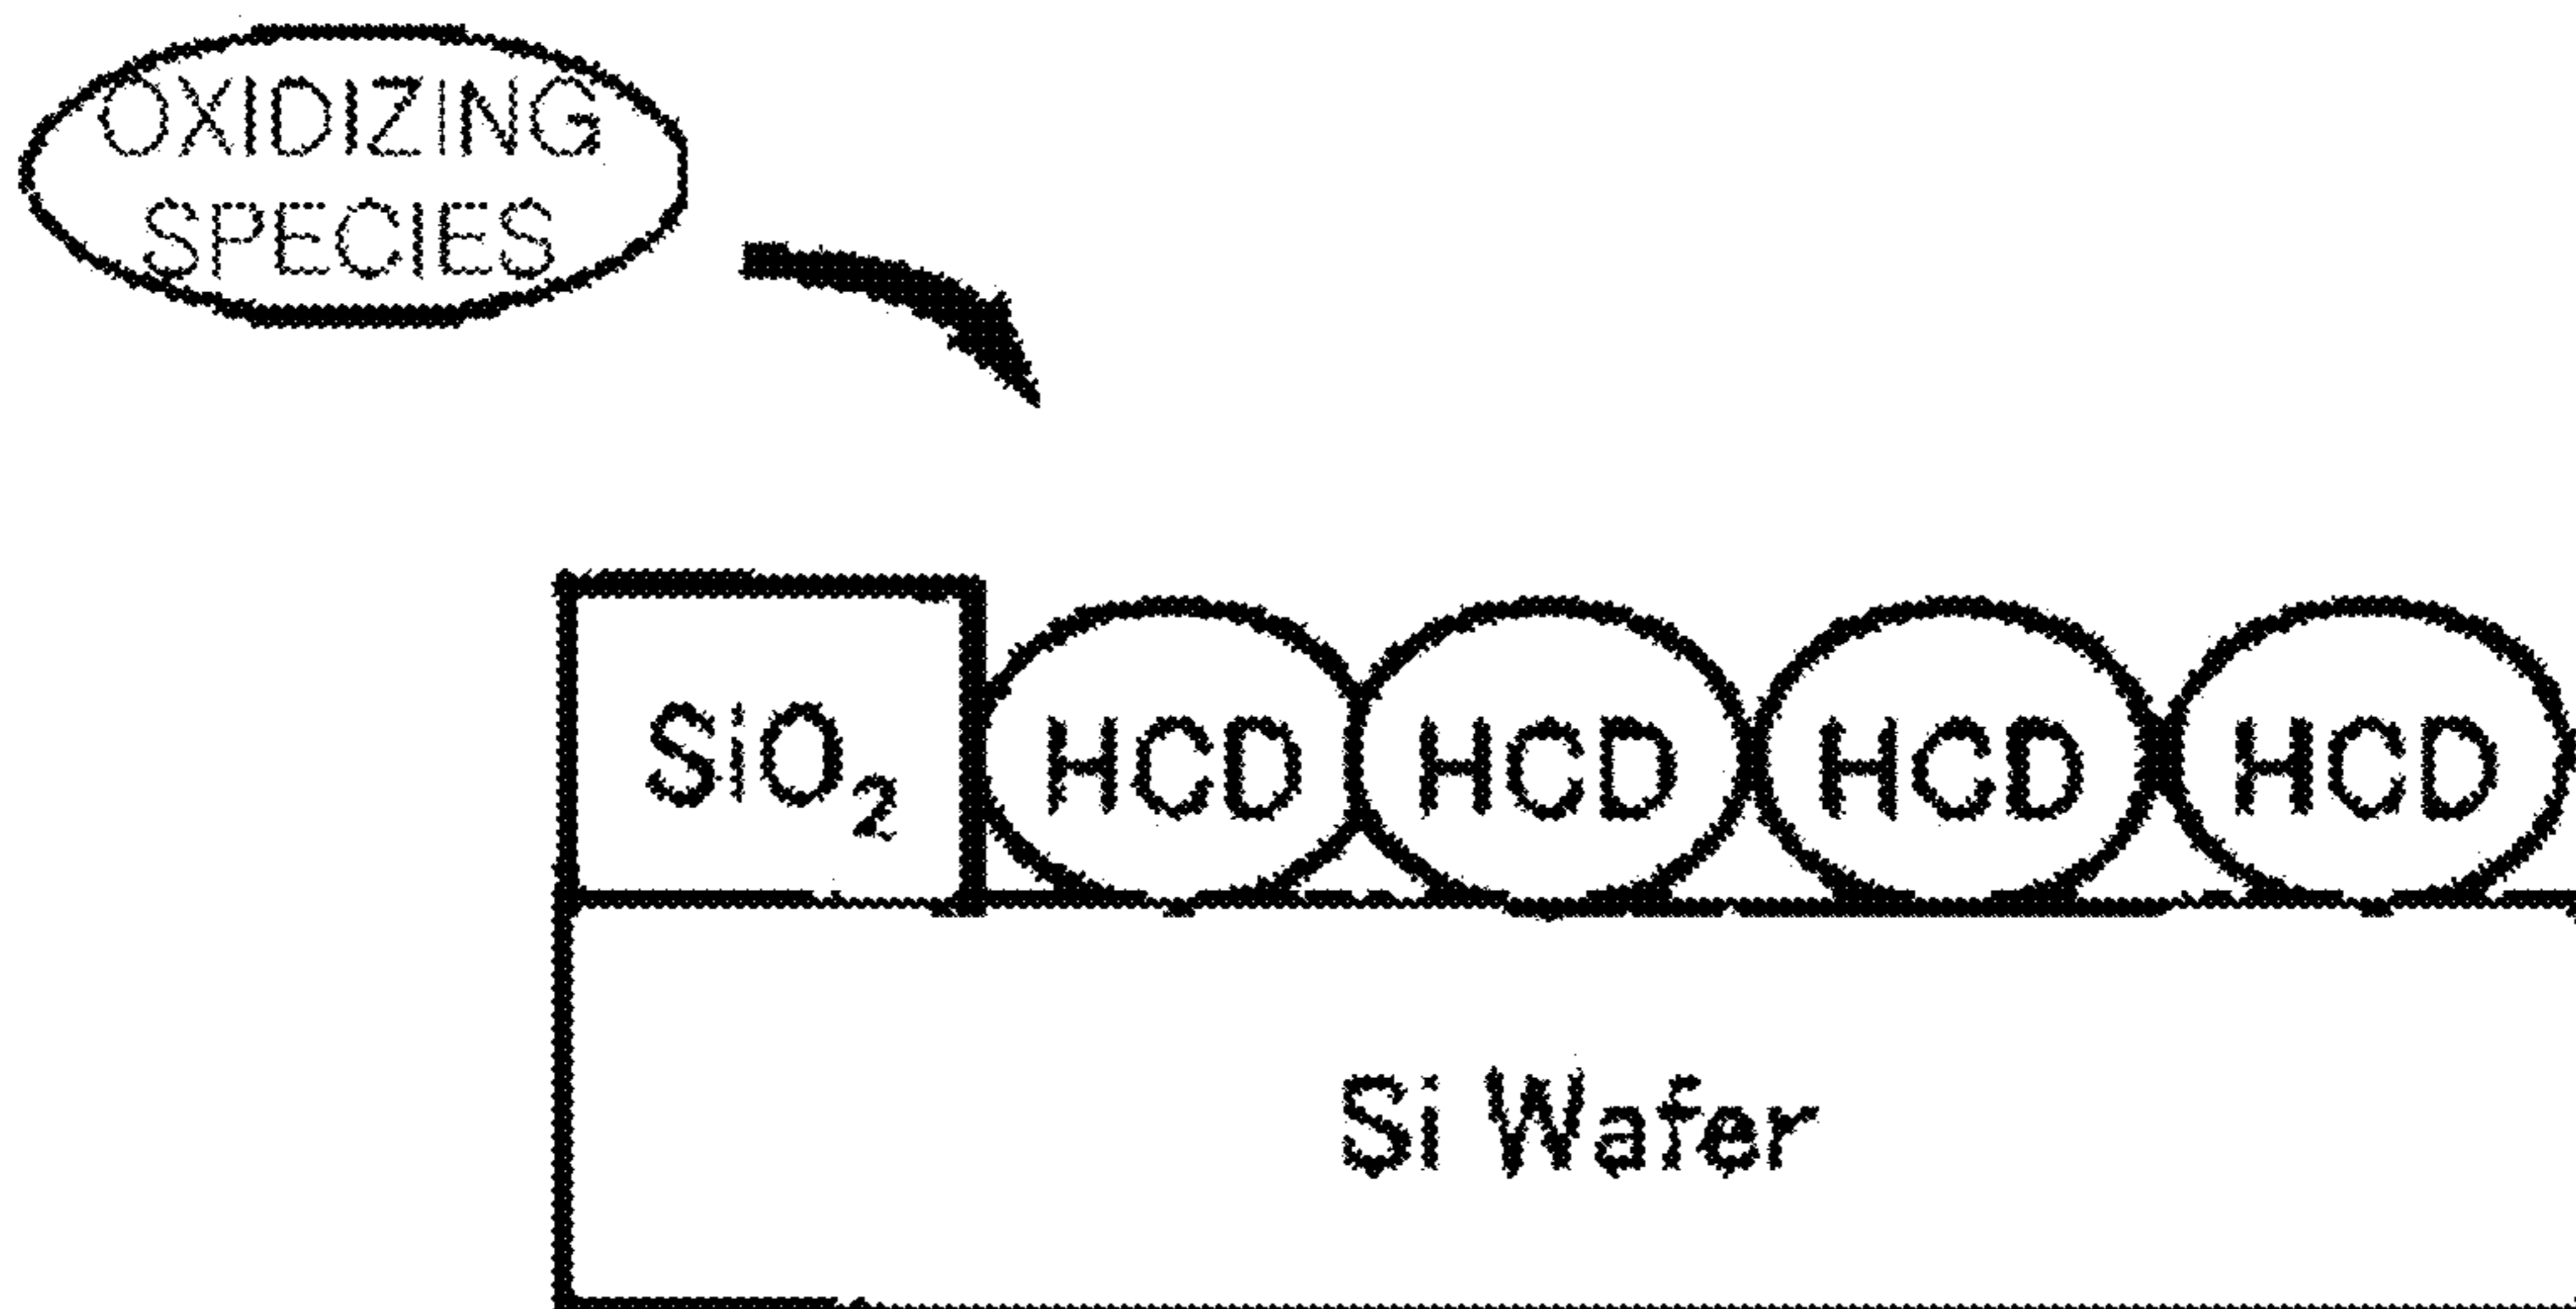 OXIDIZING
SPECIES
SiO₂ HCD HCD HCD HCD
Si Wafer